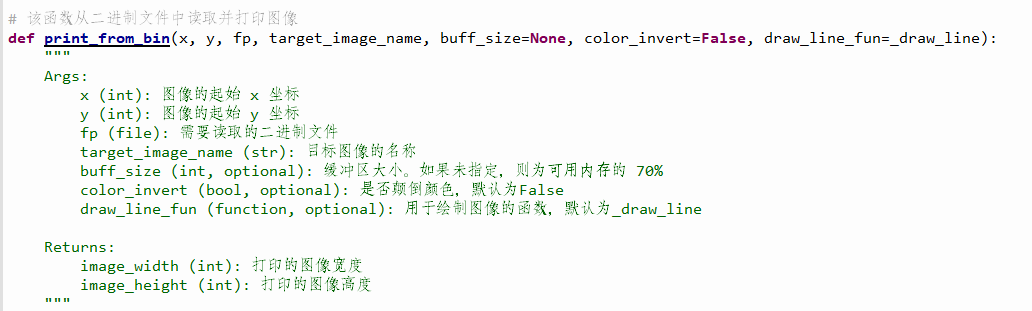 # 该函数从二进制文件中读取并打印图像
def print_from_bin(x, y, fp, target_image_name, buff_size=None, color_invert=False, draw_line_fun=_draw_line):
"""
Args:
x (int): 图像的起始 x 坐标
y (int): 图像的起始 y 坐标
fp (file): 需要读取的二进制文件
target_image_name (str): 目标图像的名称
buff_size (int, optional): 缓冲区大小。如果未指定，则为可用内存的 70%
color_invert (bool, optional): 是否颠倒颜色，默认为False
draw_line_fun (function, optional): 用于绘制图像的函数，默认为_draw_line
Returns:
image_width (int): 打印的图像宽度
image_height (int): 打印的图像高度
"""